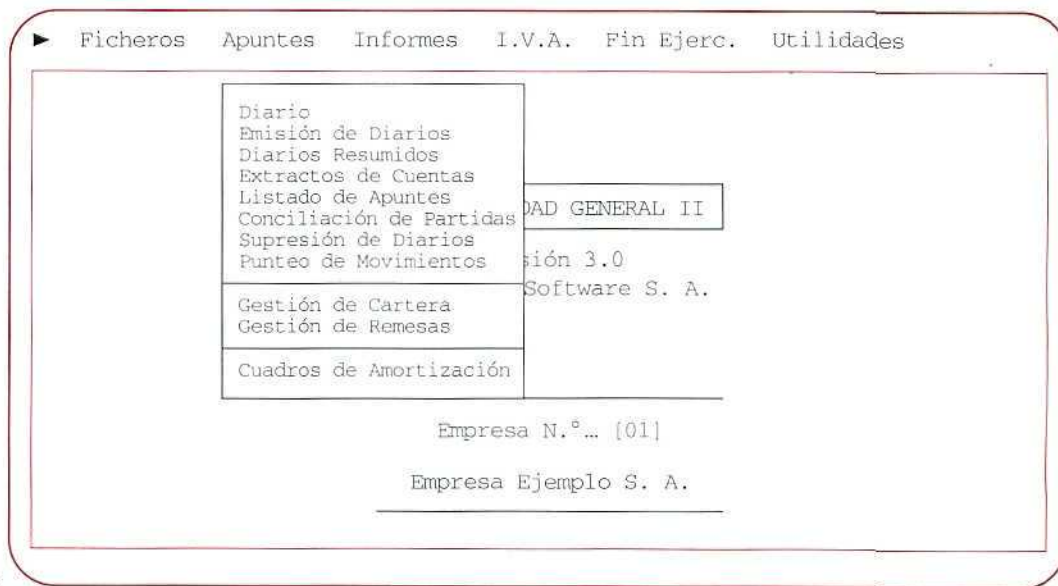 ► Ficheros Apuntes Informes I.V.A. Fin Ejerc. Utilidades
Diario
Emisión de Diarios
Diarios Resumidos
Extractos de Cuentas
Listado de Apuntes
Conciliación de Partidas
Supresión de Diarios
Punteo de Movimientos
Gestión de Cartera
Gestión de Remesas
Cuadros de Amortización
DAD GENERAL II
sión 3.0
Software S. A.
Empresa N.°... [01]
Empresa Ejemplo S. A.